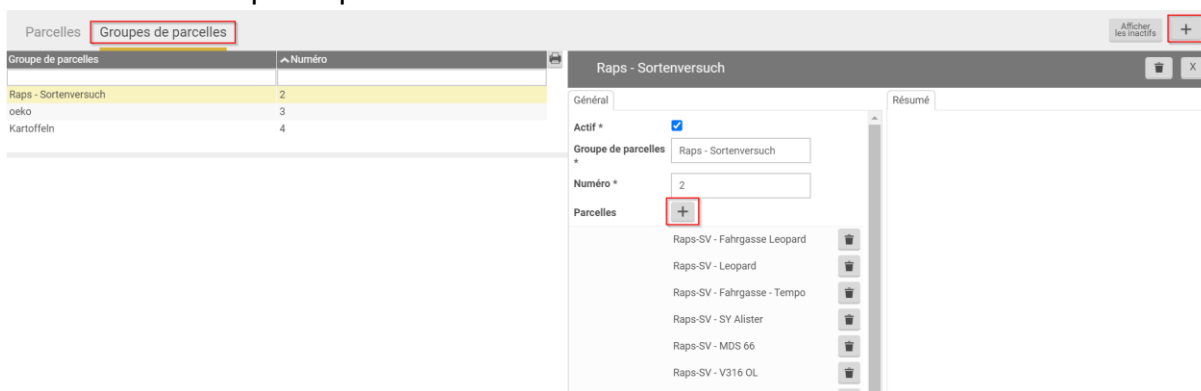 Parcelles Groupes de parcelles Afficher les inactifs +
Groupe de parcelles Numéro
Raps - Sortenversuch 2
oeko 3
Kartoffeln 4
Raps - Sortenversuch X
Général Résumé
Actif *
Groupe de parcelles * Raps - Sortenversuch
Numéro * 2
Parcelles +
Raps-SV - Fahrgasse Leopard
Raps-SV - Leopard
Raps-SV - Fahrgasse - Tempo
Raps-SV - SY Alister
Raps-SV - MDS 66
Raps-SV - V316 OL